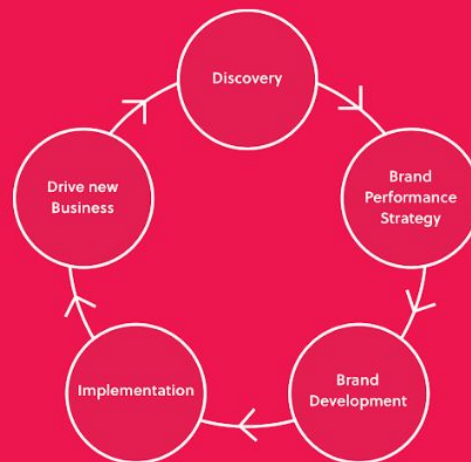 Discovery
Brand
Performance
Strategy
Brand
Development
Implementation
Drive new
Business